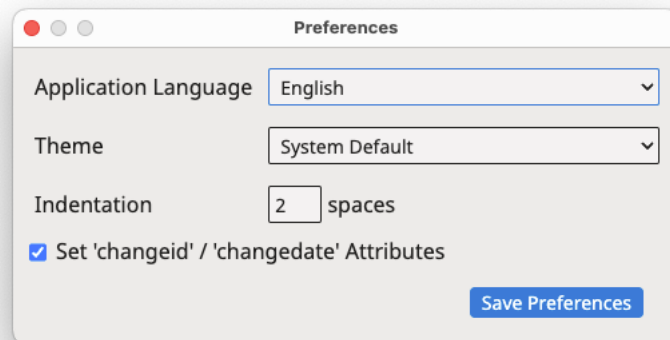 Preferences
Application Language English
Theme System Default
Indentation 2 spaces
Set 'changeid' / 'changedate' Attributes
Save Preferences